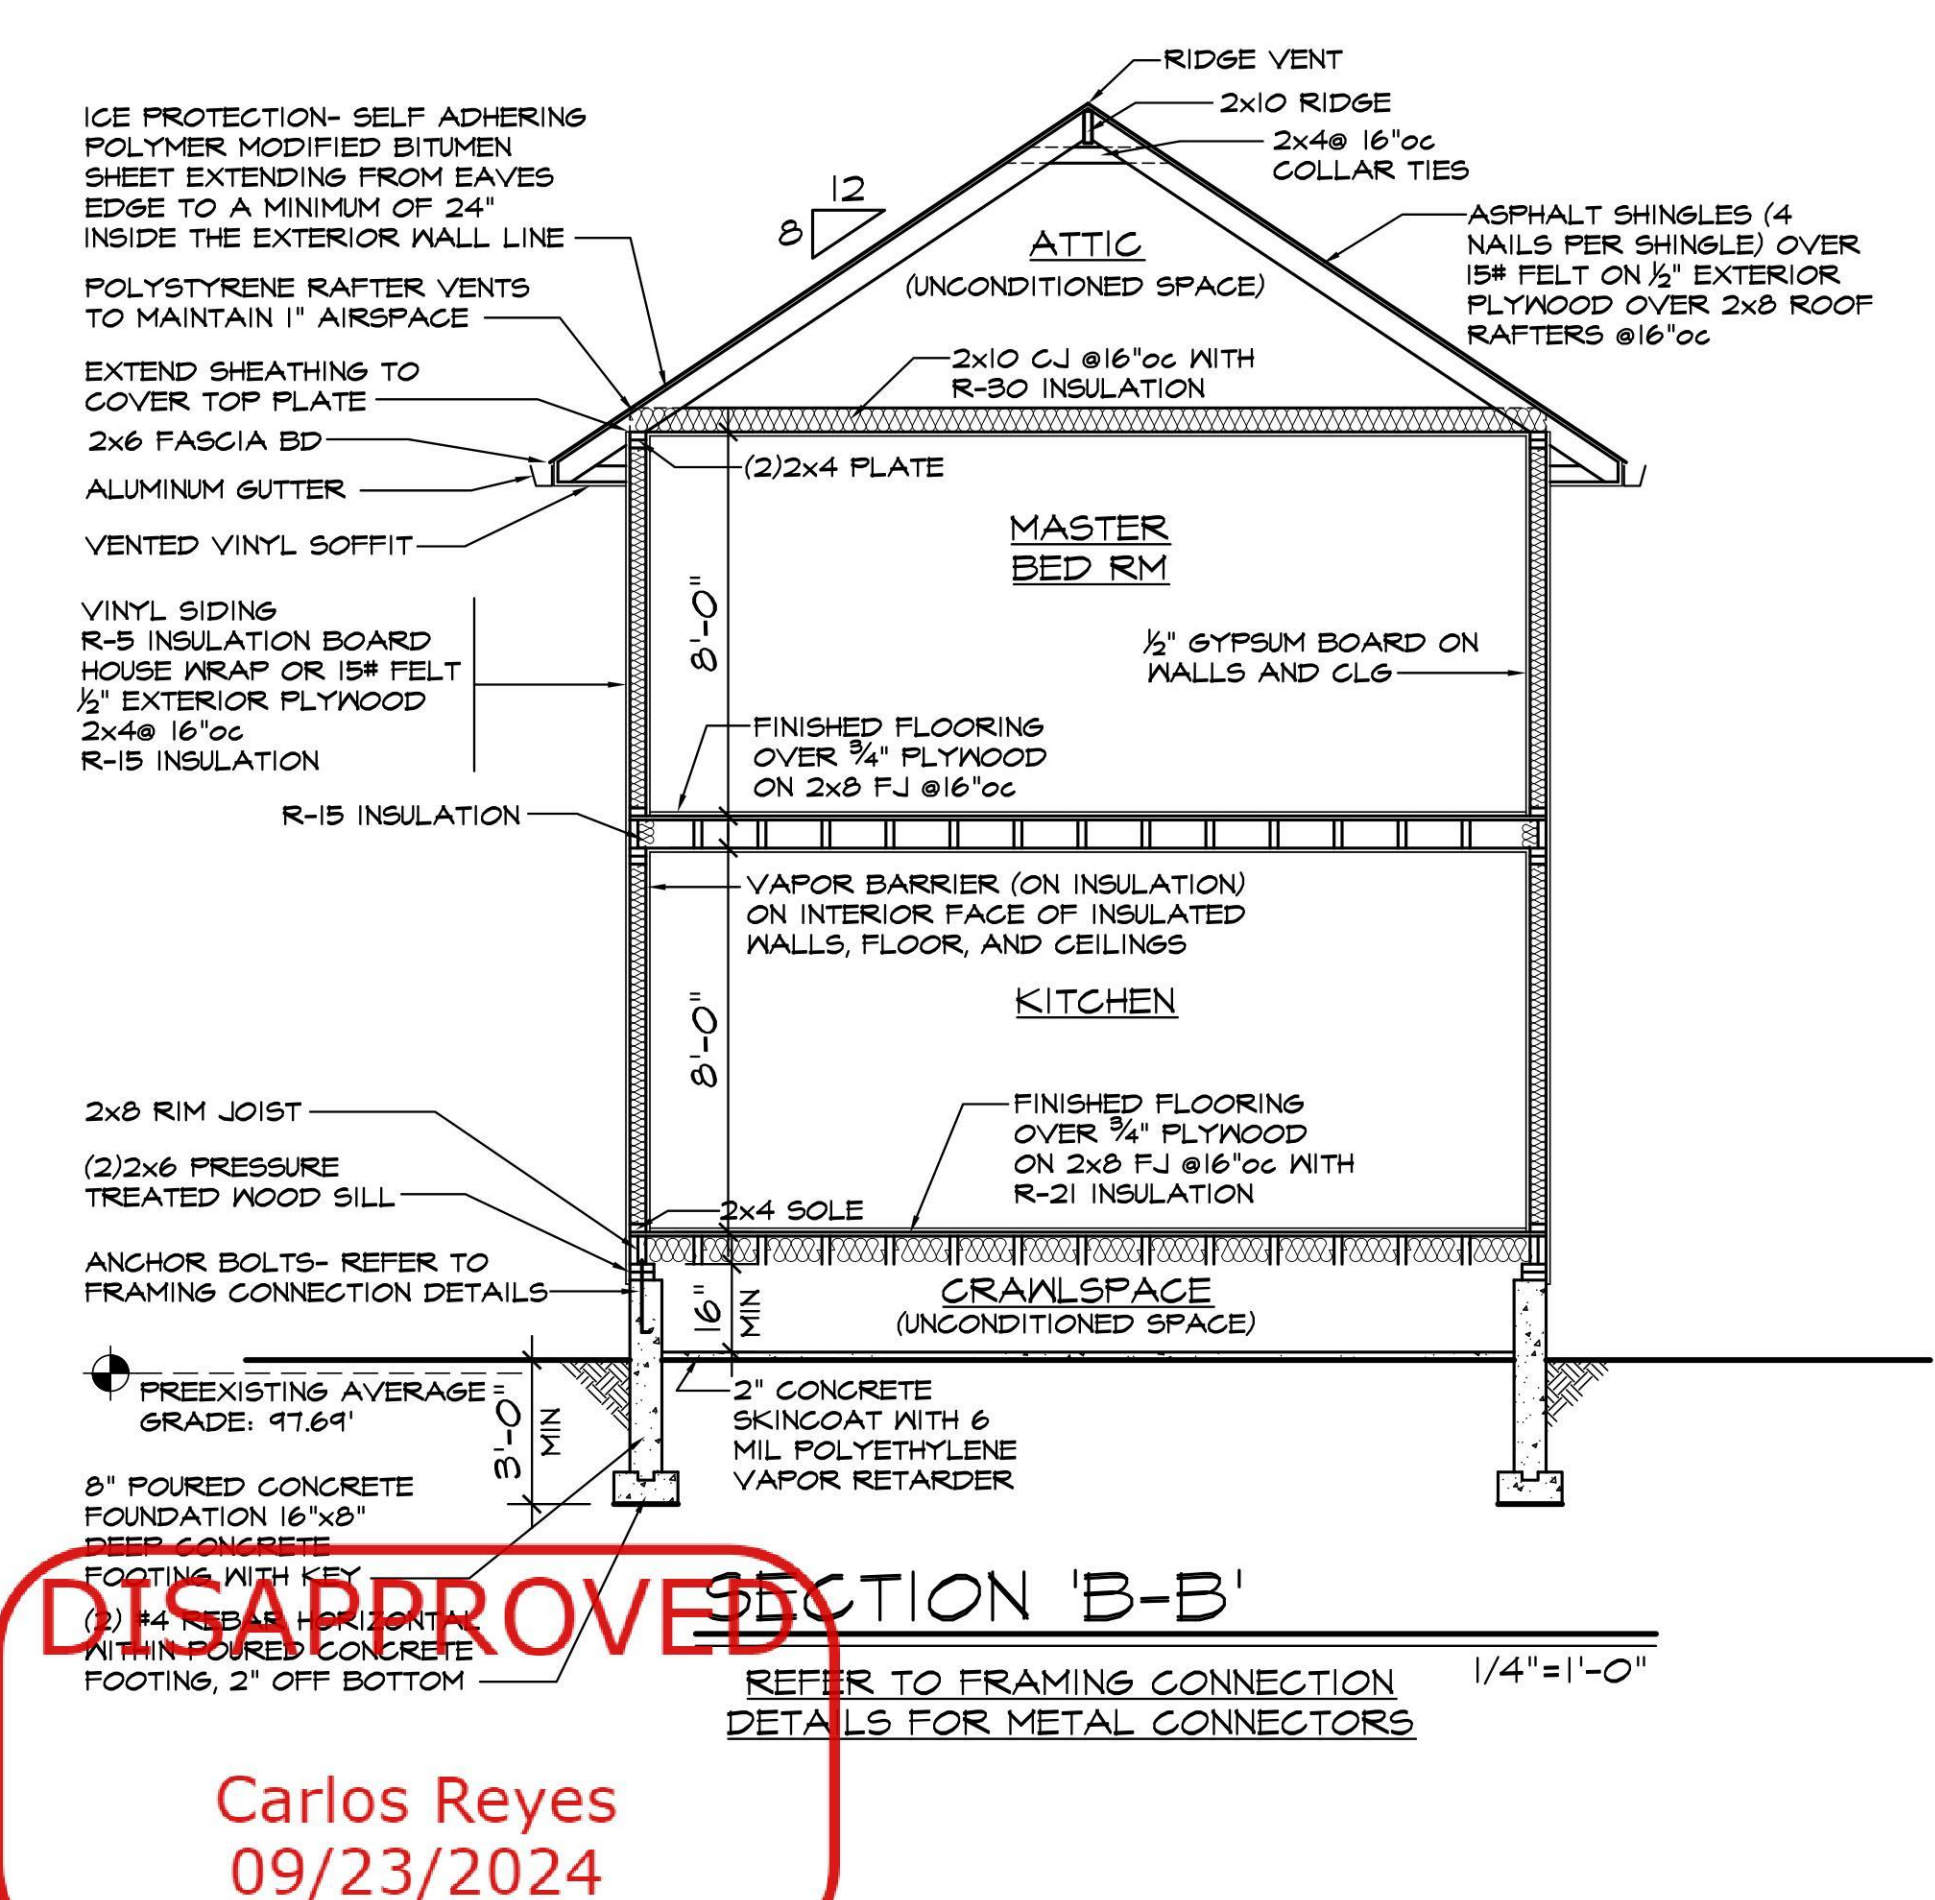 RIDGE VENT
2x10 RIDGE
2x4@ 16"oc
COLLAR TIES
ICE PROTECTION- SELF ADHERING
POLYMER MODIFIED BITUMEN
SHEET EXTENDING FROM EAVES
EDGE TO A MINIMUM OF 24"
INSIDE THE EXTERIOR WALL LINE
12
8
ATTIC
(UNCONDITIONED SPACE)
ASPHALT SHINGLES (4
NAILS PER SHINGLE) OVER
15# FELT ON ½" EXTERIOR
PLYWOOD OVER 2x8 ROOF
RAFTERS @16"oc
POLYSTYRENE RAFTER VENTS
TO MAINTAIN 1" AIRSPACE
2x10 CJ @16"oc WITH
R-30 INSULATION
EXTEND SHEATHING TO
COVER TOP PLATE
2x6 FASCIA BD
(2)2x4 PLATE
ALUMINUM GUTTER
VENTED VINYL SOFFIT
MASTER
BED RM
8'-0"
VINYL SIDING
R-5 INSULATION BOARD
HOUSE WRAP OR 15# FELT
½" EXTERIOR PLYWOOD
2x4@ 16"oc
R-15 INSULATION
½" GYPSUM BOARD ON
WALLS AND CLG
FINISHED FLOORING
OVER ¾" PLYWOOD
ON 2x8 FJ @16"oc
R-15 INSULATION
VAPOR BARRIER (ON INSULATION)
ON INTERIOR FACE OF INSULATED
WALLS, FLOOR, AND CEILINGS
KITCHEN
8'-0"
2x8 RIM JOIST
FINISHED FLOORING
OVER ¾" PLYWOOD
ON 2x8 FJ @16"oc WITH
R-21 INSULATION
(2)2x6 PRESSURE
TREATED WOOD SILL
2x4 SOLE
ANCHOR BOLTS- REFER TO
FRAMING CONNECTION DETAILS
16"
MIN
CRAWLSPACE
(UNCONDITIONED SPACE)
PREEXISTING AVERAGE
GRADE: 97.69'
3'-0"
MIN
2" CONCRETE
SKINCOAT WITH 6
MIL POLYETHYLENE
VAPOR RETARDER
8" POURED CONCRETE
FOUNDATION 16"x8"
DEEP CONCRETE
FOOTING WITH KEY
(2) #4 REBAR HORIZONTAL
WITHIN POURED CONCRETE
FOOTING, 2" OFF BOTTOM
DISAPPROVED
Carlos Reyes
09/23/2024
SECTION 'B-B'
1/4"=1'-0"
REFER TO FRAMING CONNECTION
DETAILS FOR METAL CONNECTORS